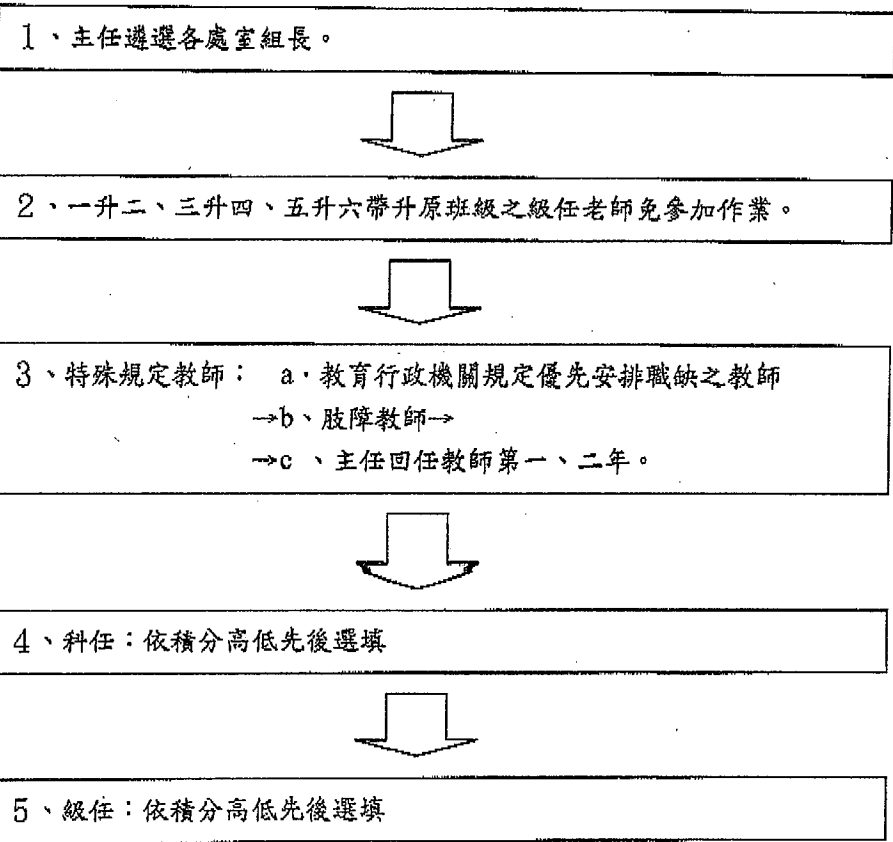 1、主任遴選各處室組長。
2、一升二、三升四、五升六帶升原班級之級任老師免參加作業。
3、特殊規定教師： a．教育行政機關規定優先安排職缺之教師
→b、肢障教師→
→c 、主任回任教師第一、二年。
4、科任：依積分高低先後選填
5、級任：依積分高低先後選填